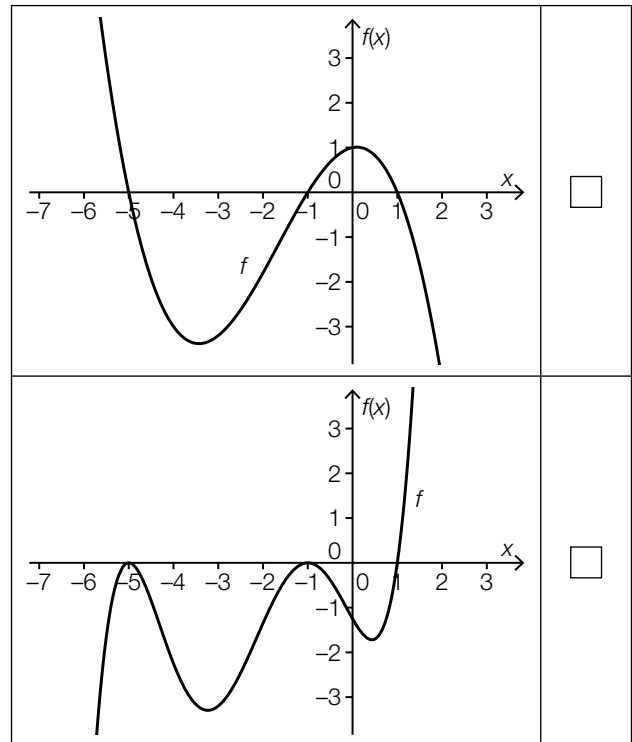 f(x)
3
2
1
0
x
–7 –6 –5 –4 –3 –2 –1 0 1 2 3
–1
f
–2
–3
f(x)
3
2
f
1
0
x
–7 –6 –5 –4 –3 –2 –1 0 1 2 3
–1
–2
–3